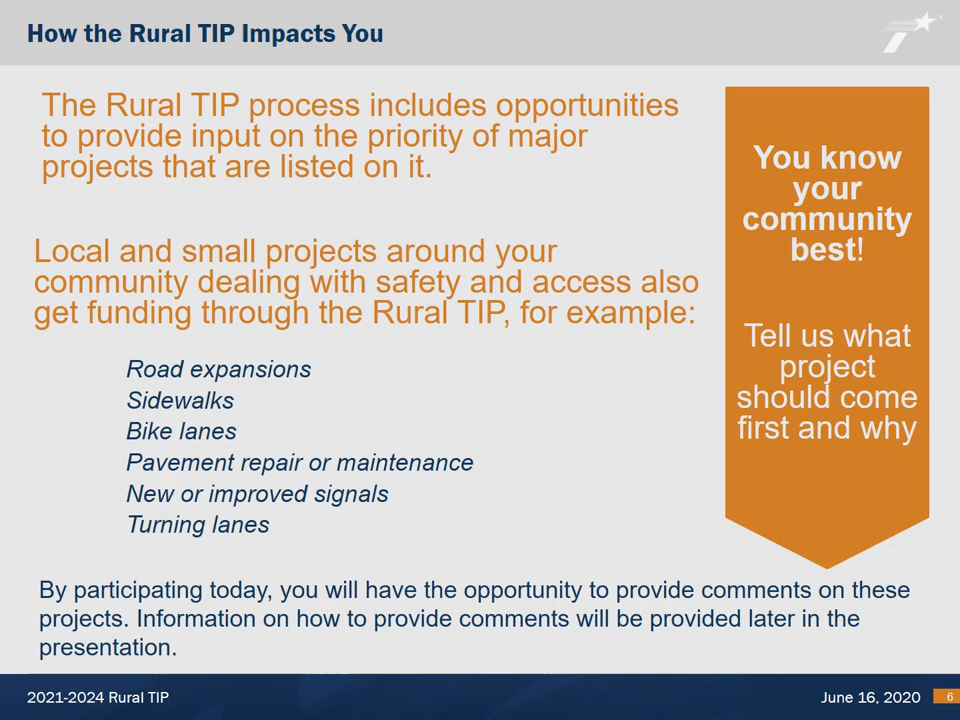 How the Rural TIP Impacts You
The Rural TIP process includes opportunities
to provide input on the priority of major
projects that are listed on it.
Local and small projects around your
community dealing with safety and access also
get funding through the Rural TIP, for example:
Road expansions
Sidewalks
Bike lanes
Pavement repair or maintenance
New or improved signals
Turning lanes
You know
your
community
best!
Tell us what
project
should come
first and why
By participating today, you will have the opportunity to provide comments on these
projects. Information on how to provide comments will be provided later in the
presentation.
2021-2024 Rural TIP
June 16, 2020
6